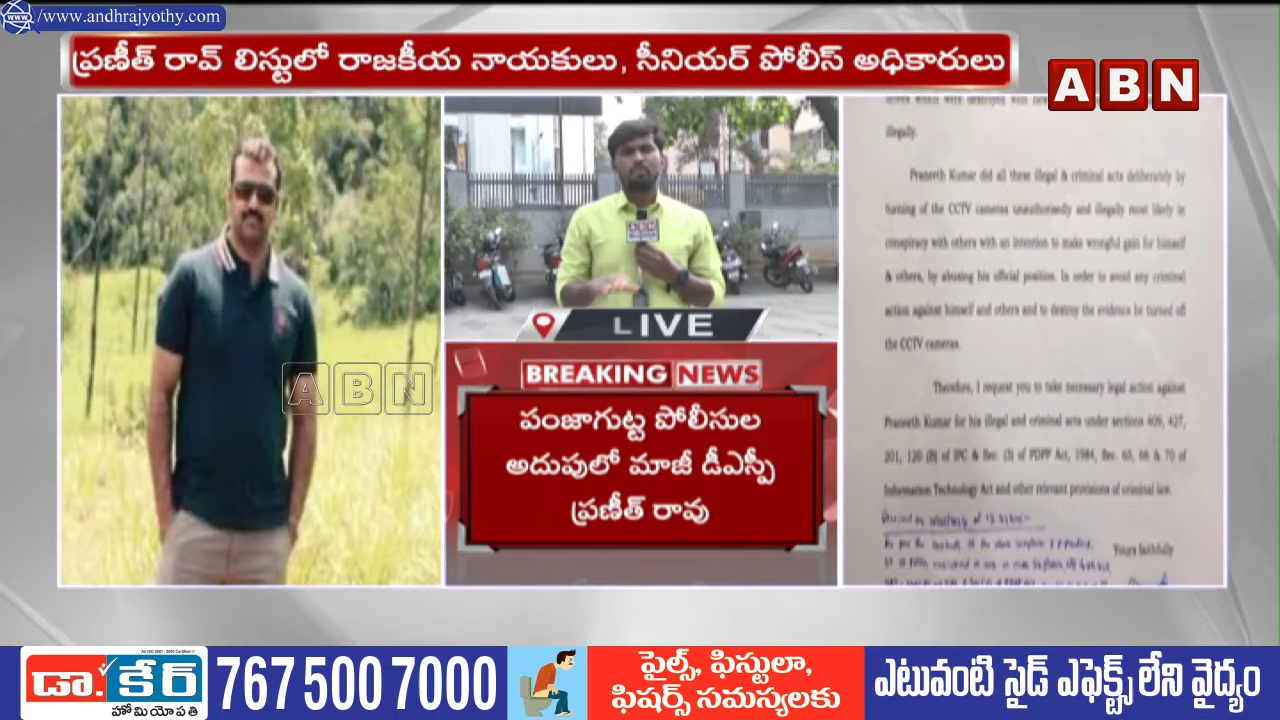 www
/www.andhrajyothy.com
ప్రణీత్ రావ్ లిస్టులో రాజకీయ నాయకులు, సీనియర్ పోలీస్ అధికారులు
ABN
ABN
ABN
LIVE
BREAKING NEWS
పంజాగుట్ట పోలీసుల
అదుపులో మాజీ డీఎస్పీ
ప్రణీత్ రావు
illegally.
Praneeth Kumar did all these illegal & criminal acts deliberately by
turning of the CCTV cameras unauthorisedly and illegally most likely in
conspiracy with others with an intention to make wrongful gain for himself
& others, by abusing his official position. In order to avoid any criminal
action against himself and others and to destroy the evidence he turned off
the CCTV cameras.
Therefore, I request you to take necessary legal action against
Praneeth Kumar for his illegal and criminal acts under sections 409, 427,
201, 120 (B) of IPC & Sec. (3) of PDPP Act, 1984, Sec. 65, 66 & 70 of
Information Technology Act and other relevant provisions of criminal law.
Yours faithfully
డా. కేర్
హోమియోపతి
767 500 7000
పైల్స్, ఫిస్టులా,
ఫిషర్స్ సమస్యలకు
ఎటువంటి సైడ్ ఎఫెక్ట్స్ లేని వైద్యం